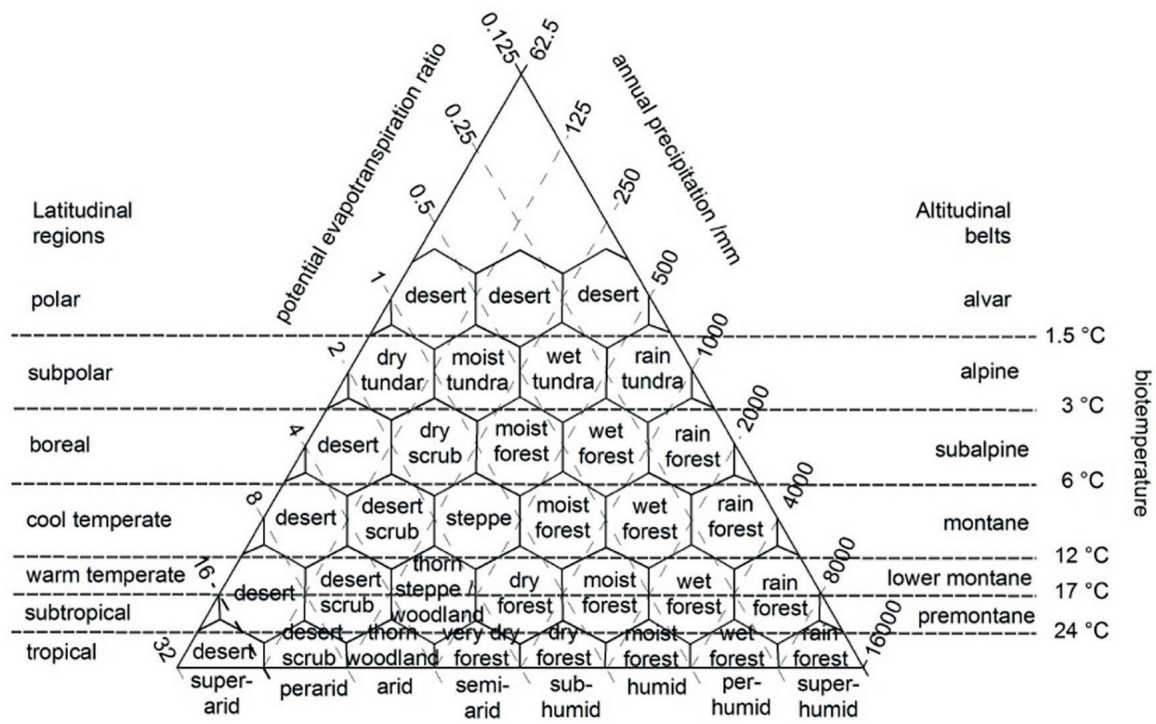 0.125
62.5
potential evapotranspiration ratio
annual precipitation /mm
0.25
125
0.5
250
Latitudinal
regions
Altitudinal
belts
1
500
polar
desert
desert
desert
alvar
1.5 °C
2
1000
subpolar
dry
tundar
moist
tundra
wet
tundra
rain
tundra
alpine
3 °C
biotemperature
4
2000
boreal
desert
dry
scrub
moist
forest
wet
forest
rain
forest
subalpine
6 °C
8
4000
cool temperate
desert
desert
scrub
steppe
moist
forest
wet
forest
rain
forest
montane
12 °C
16
8000
warm temperate
lower montane
17 °C
subtropical
desert
desert
scrub
thorn
steppe /
woodland
dry
forest
moist
forest
wet
forest
rain
forest
premontane
24 °C
32
16000
tropical
desert
desert
scrub
thorn
woodland
very dry
forest
dry
forest
moist
forest
wet
forest
rain
forest
super-
arid
perarid
arid
semi-
arid
sub-
humid
humid
per-
humid
super-
humid